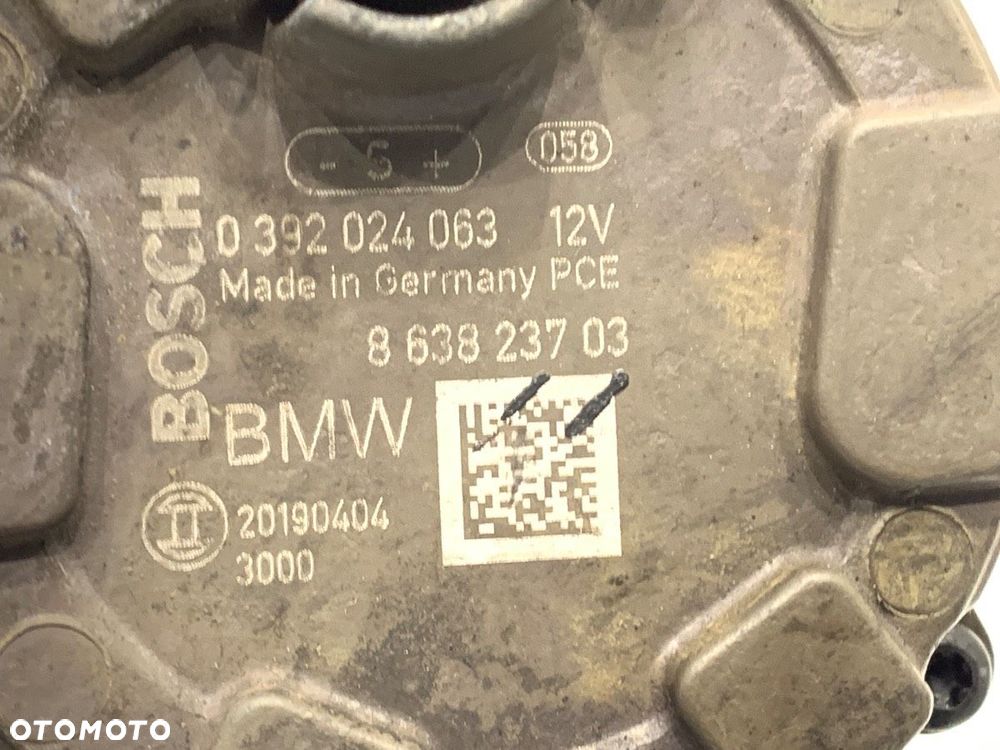 - S +
058
BOSCH
0 392 024 063 12V
Made in Germany PCE
8 638 237 03
BMW
20190404
3000
OTOMOTO